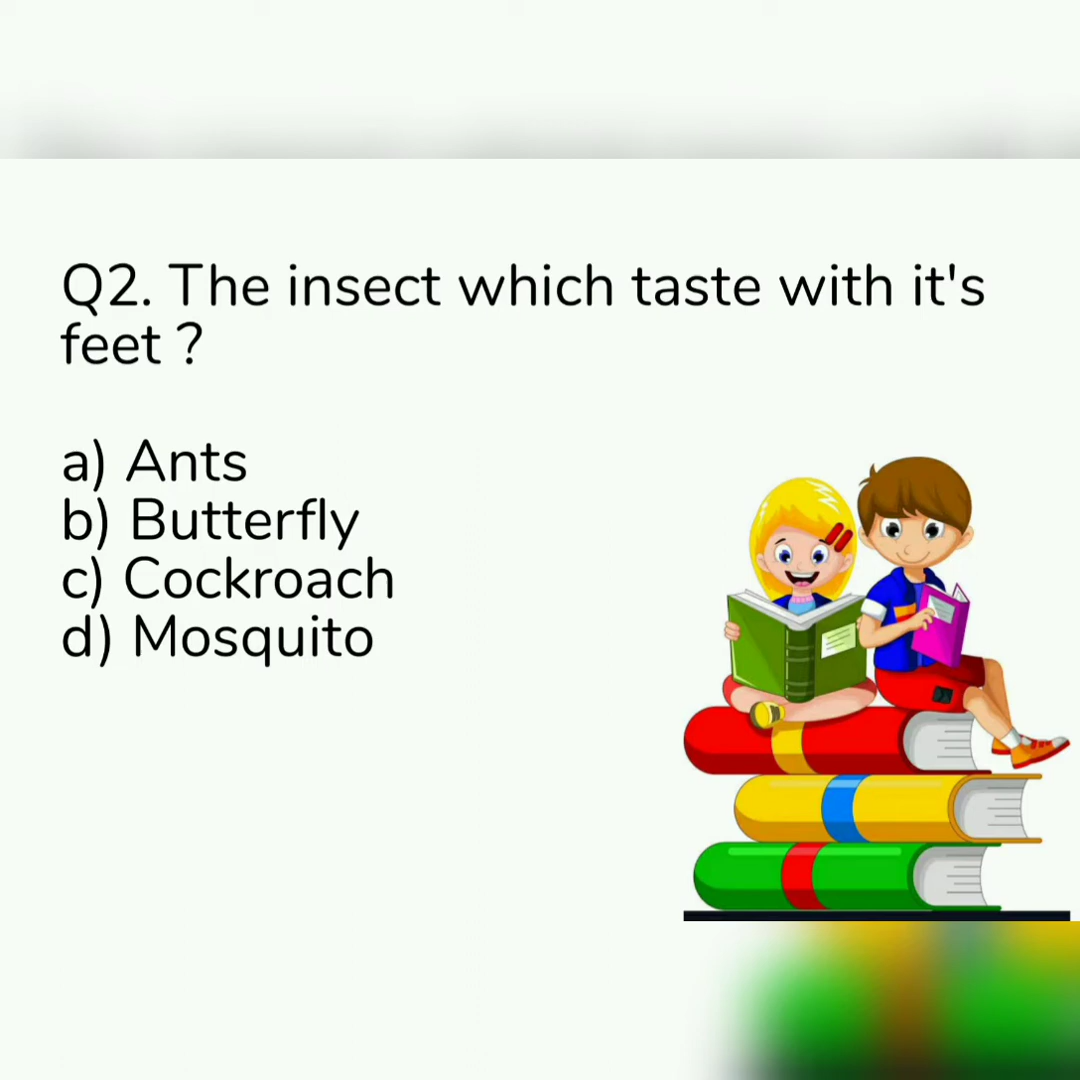 Q2. The insect which taste with it's
feet ?
a) Ants
b) Butterfly
c) Cockroach
d) Mosquito